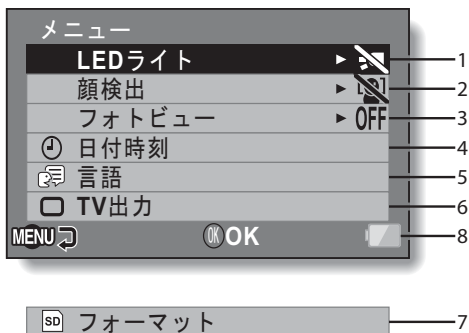 メニュー
LEDライト 1
顔検出 2
フォトビュー OFF 3
日付時刻 4
言語 5
TV出力 6
MENU OK OK 8
SD フォーマット 7